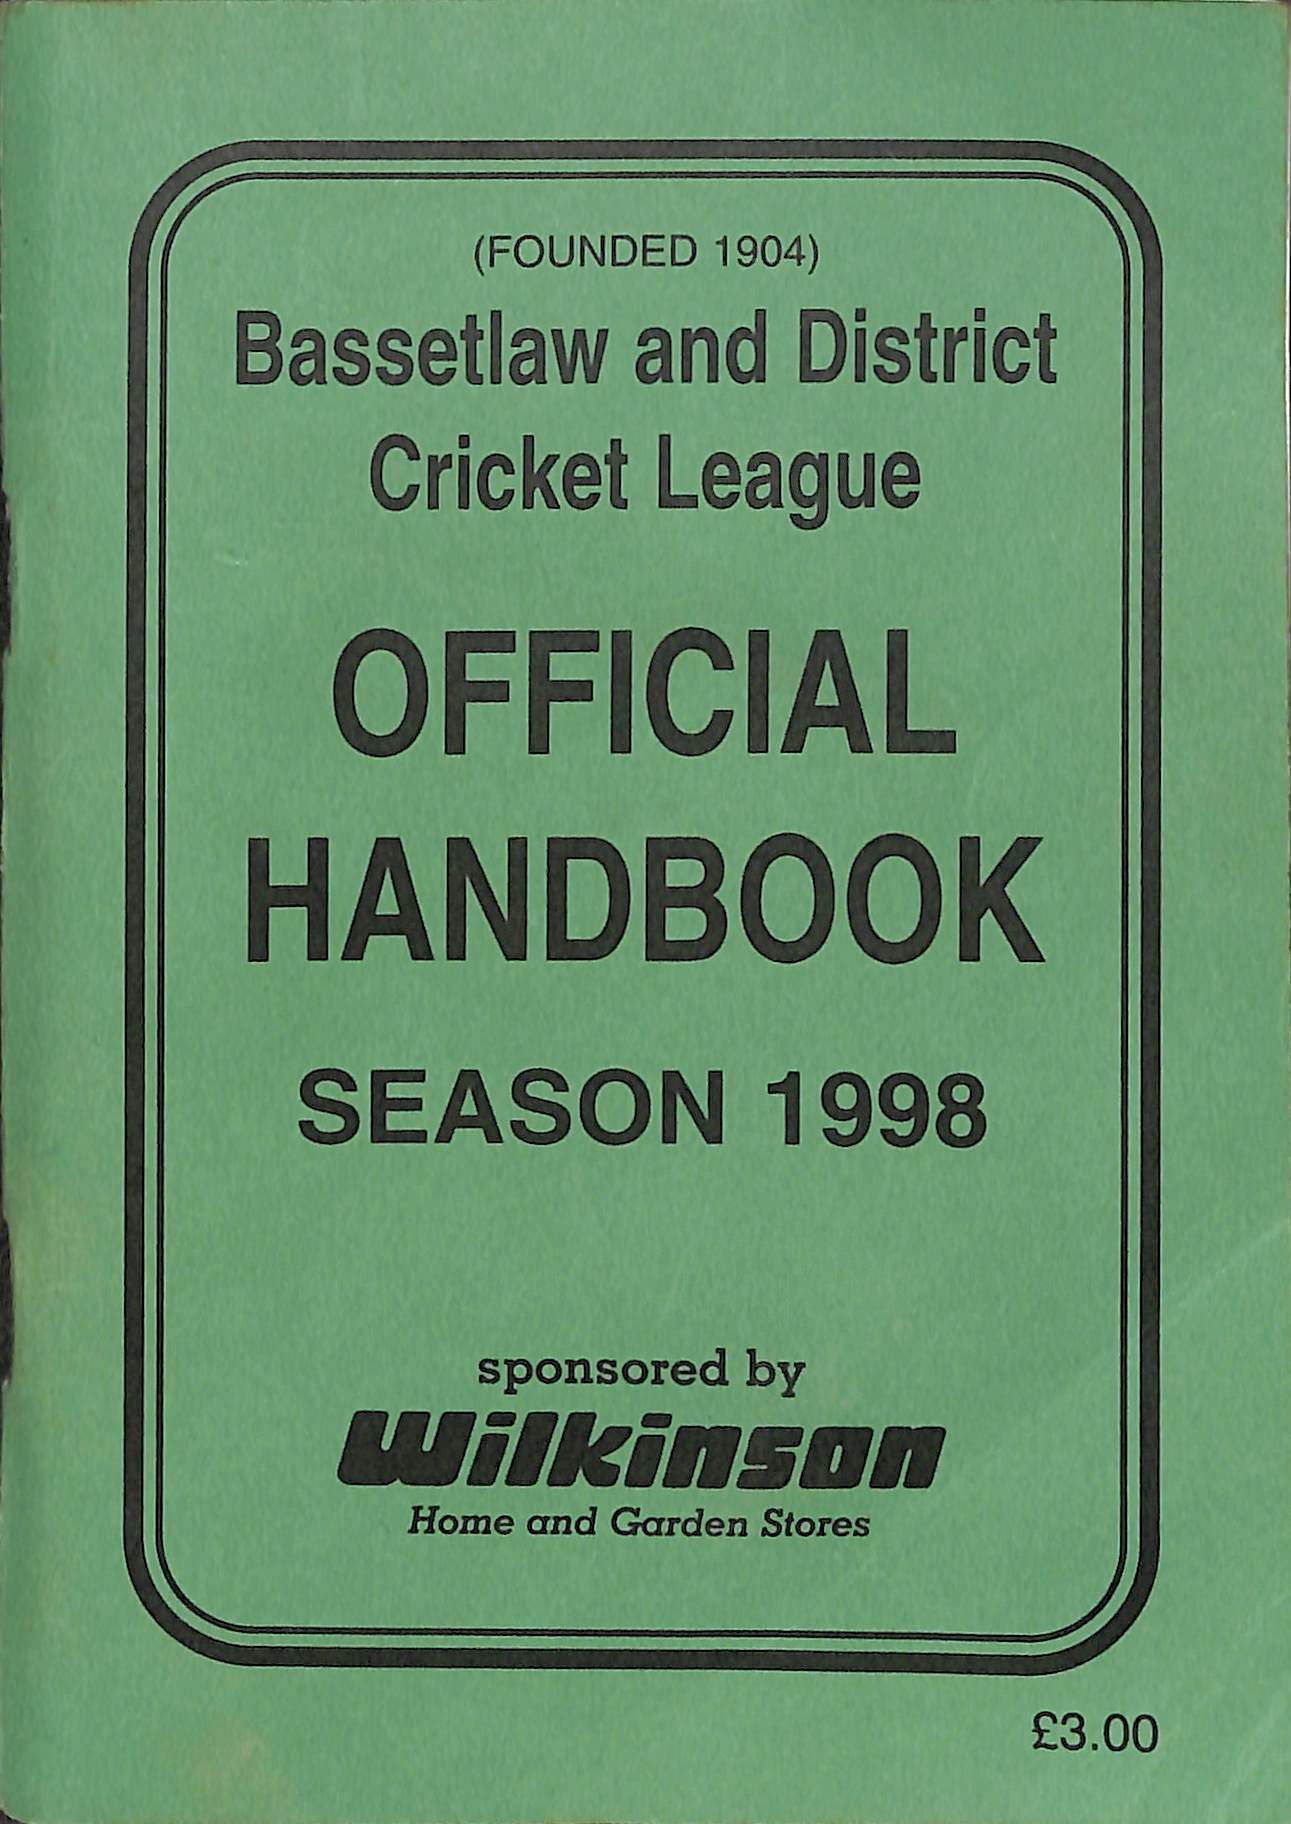 (FOUNDED 1904)
Bassetlaw and District
Cricket League
OFFICIAL
HANDBOOK
SEASON 1998
sponsored by
Wilkinson
Home and Garden Stores
£3.00